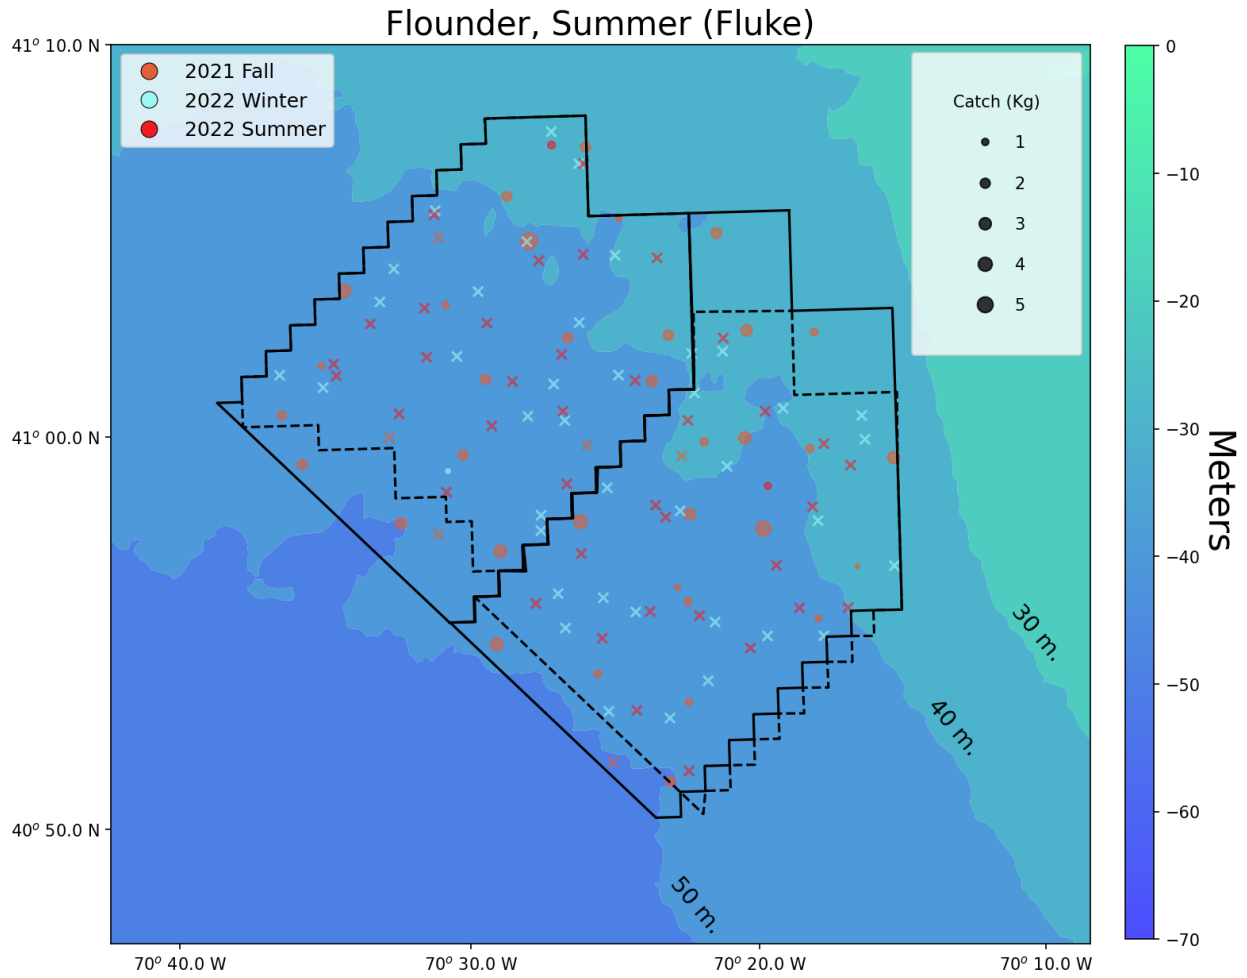 Flounder, Summer (Fluke)
41° 10.0 N
41° 00.0 N
40° 50.0 N
2021 Fall
2022 Winter
2022 Summer
Catch (Kg)
1
2
3
4
5
30 m.
40 m.
50 m.
70° 40.0 W
70° 30.0 W
70° 20.0 W
70° 10.0 W
0
−10
−20
−30
−40
−50
−60
−70
Meters